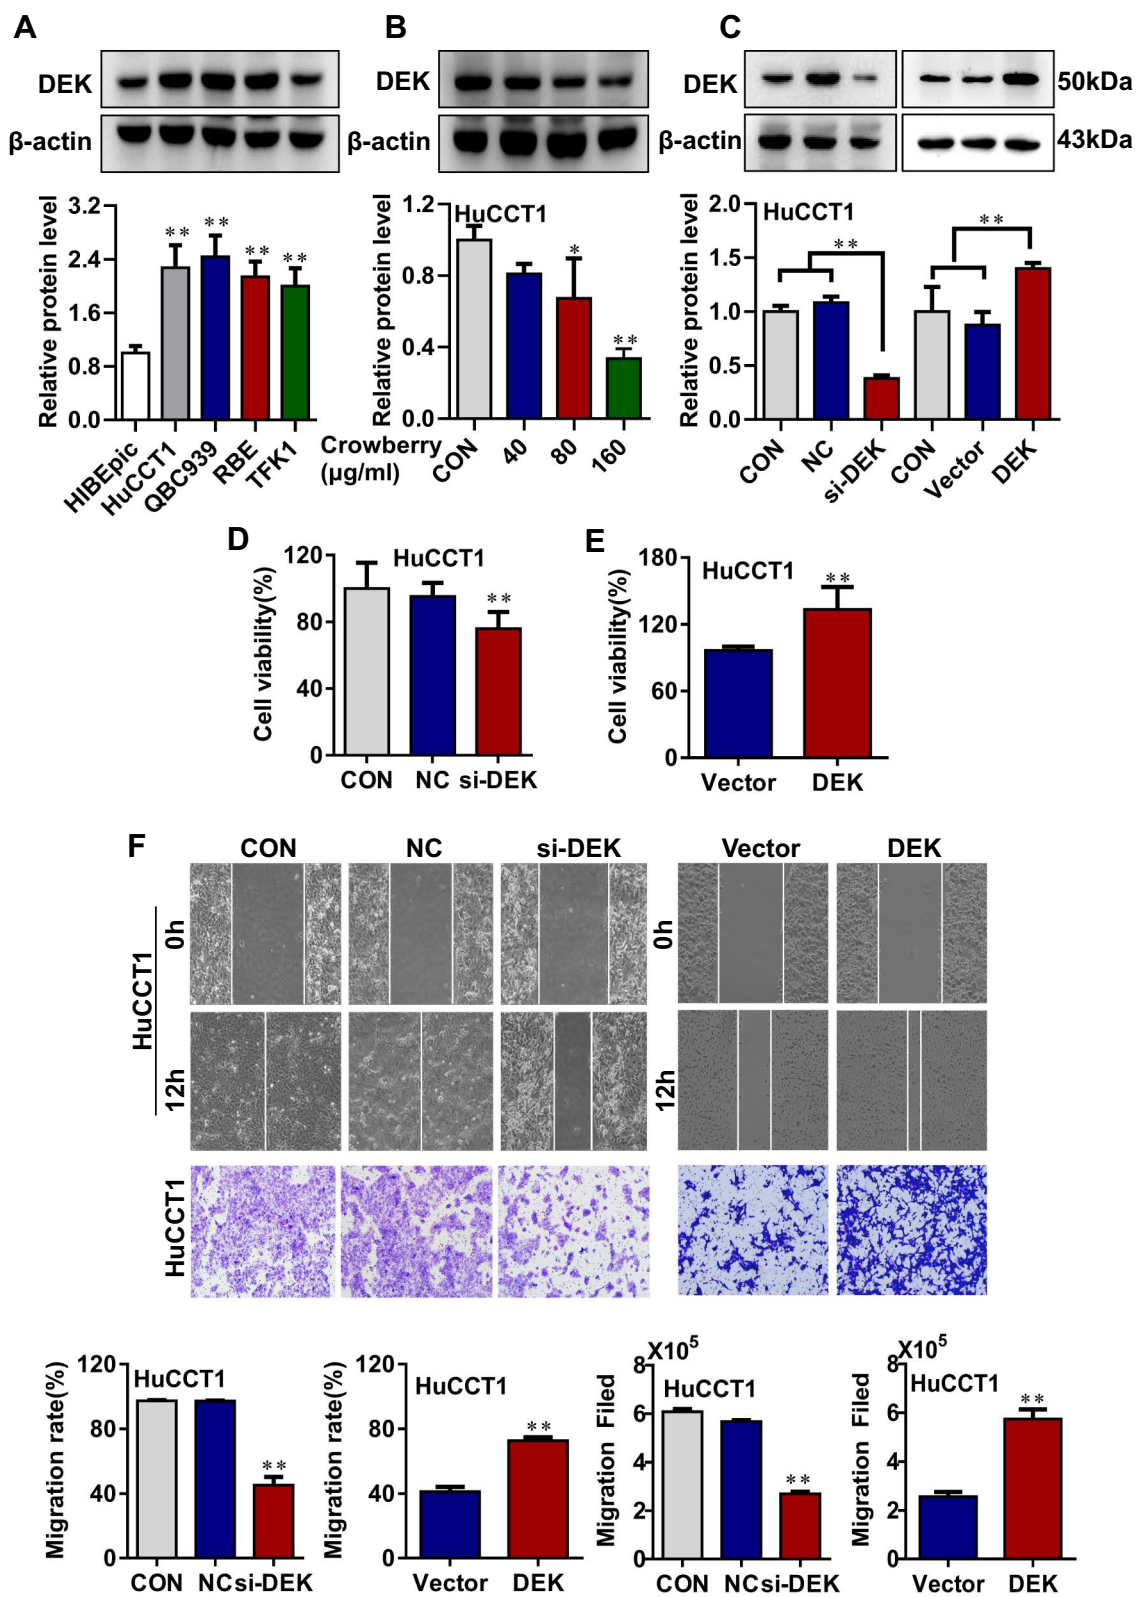 A
B
C
DEK
DEK
DEK
50kDa
β-actin
β-actin
β-actin
43kDa
Relative protein level
3.2
2.4
1.6
0.8
0.0
**
**
**
**
HIBEpic
HuCCT1
QBC939
RBE
TFK1
Relative protein level
1.2
0.8
0.4
0.0
HuCCT1
*
**
Crowberry
(μg/ml)
CON
40
80
160
Relative protein level
2.0
1.5
1.0
0.5
0.0
HuCCT1
**
**
CON
NC
si-DEK
CON
Vector
DEK
D
Cell viability(%)
120
80
40
0
HuCCT1
**
CON NC si-DEK
E
Cell viability(%)
180
120
60
0
HuCCT1
**
Vector DEK
F
CON NC si-DEK Vector DEK
HuCCT1
0h
0h
12h
12h
HuCCT1
Migration rate(%)
120
80
40
0
HuCCT1
**
CON NC si-DEK
Migration rate(%)
120
80
40
0
HuCCT1
**
Vector DEK
Migration Filed
X10⁵
8
6
4
2
0
HuCCT1
**
CON NC si-DEK
Migration Filed
X10⁵
8
6
4
2
0
HuCCT1
**
Vector DEK